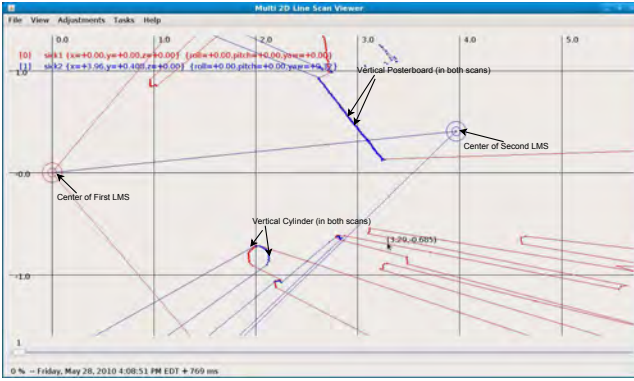 Multi 2D Line Scan Viewer
File View Adjustments Tasks Help
0.0 1.0 2.0 3.0 4.0 5.0
[0] sick1 {x=+0.00,y=+0.00,z=+0.00} {roll=+0.00,pitch=+0.00,yaw=+0.00}
[1] sick2 {x=+3.96,y=+0.408,z=+0.00} {roll=+0.00,pitch=+0.00,
1.0
Vertical Posterboard (in both scans)
Center of Second LMS
-0.0
Center of First LMS
Vertical Cylinder (in both scans)
[3.29,-0.685]
-1.0
1
0 % -- Friday, May 28, 2010 4:08:51 PM EDT + 769 ms